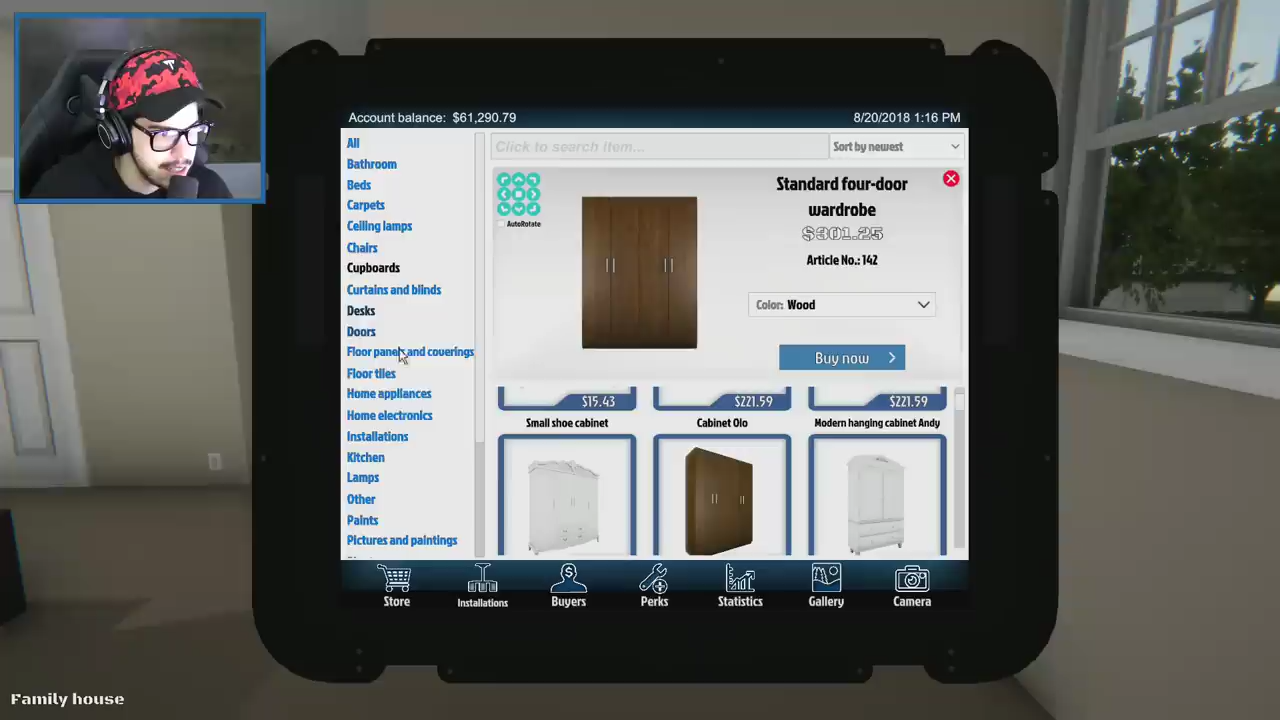 Account balance: $61,290.79
8/20/2018 1:16 PM
All
Bathroom
Beds
Carpets
Ceiling lamps
Chairs
Cupboards
Curtains and blinds
Desks
Doors
Floor panels and coverings
Floor tiles
Home appliances
Home electronics
Installations
Kitchen
Lamps
Other
Paints
Pictures and paintings
Click to search item...
Sort by newest
AutoRotate
Standard four-door
wardrobe
$301.25
Article No.: 142
Color: Wood
Buy now
$15.43
$221.59
$221.59
Small shoe cabinet
Cabinet Olo
Modern hanging cabinet Andy
Store
Installations
Buyers
Perks
Statistics
Gallery
Camera
Family house